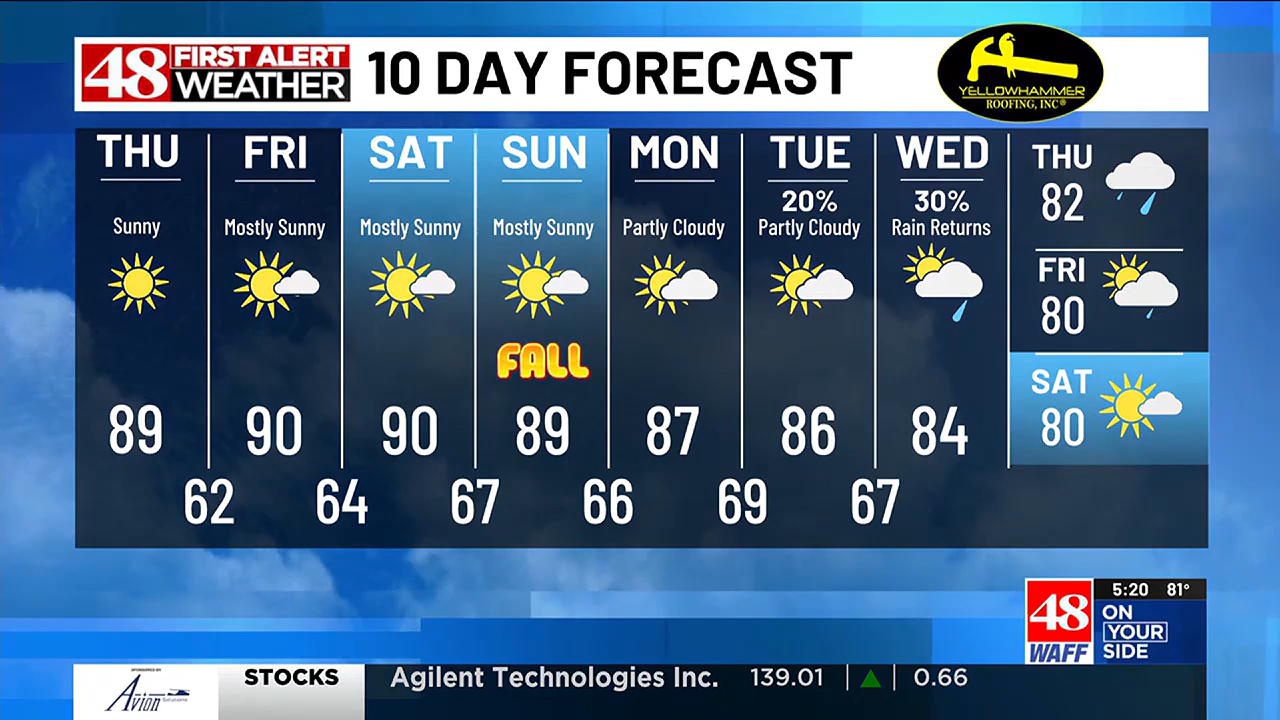 48 FIRST ALERT WEATHER
10 DAY FORECAST
YELLOWHAMMER
ROOFING, INC®
THU
Sunny
89
FRI
Mostly Sunny
90
SAT
Mostly Sunny
90
SUN
Mostly Sunny
FALL
89
MON
Partly Cloudy
87
TUE
20%
Partly Cloudy
86
WED
30%
Rain Returns
84
62
64
67
66
69
67
THU
82
FRI
80
SAT
80
48
WAFF
5:20 81°
ON
YOUR
SIDE
SPONSORED BY
Avion
Solutions
STOCKS
Agilent Technologies Inc. 139.01 | ▲ | 0.66